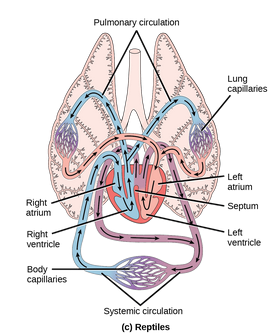 Pulmonary circulation
Lung
capillaries
Left
atrium
Septum
Right
atrium
Right
ventricle
Left
ventricle
Body
capillaries
Systemic circulation
(c) Reptiles